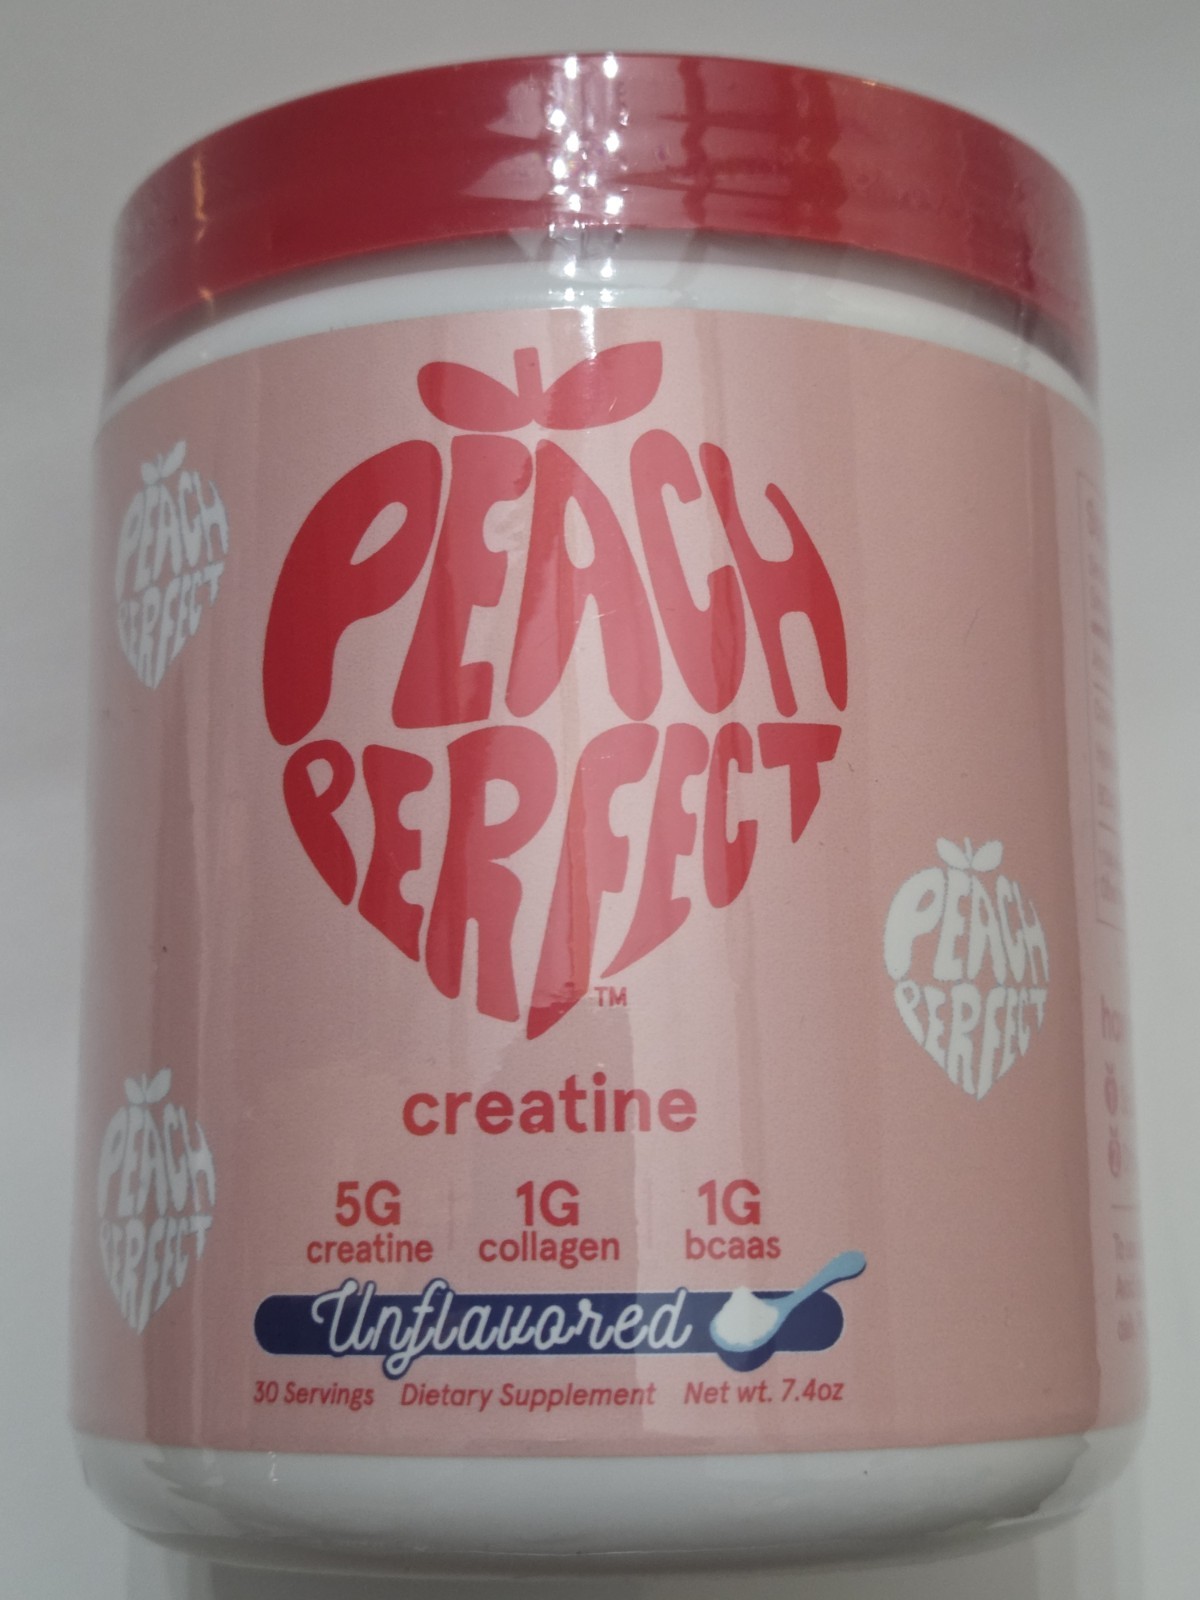 PEACH
PERFECT
TM
creatine
5G 1G 1G
creatine collagen bcaas
Unflavored
30 Servings Dietary Supplement Net wt. 7.4oz
PEACH
PERFECT
PEACH
PERFECT
PEACH
PERFECT